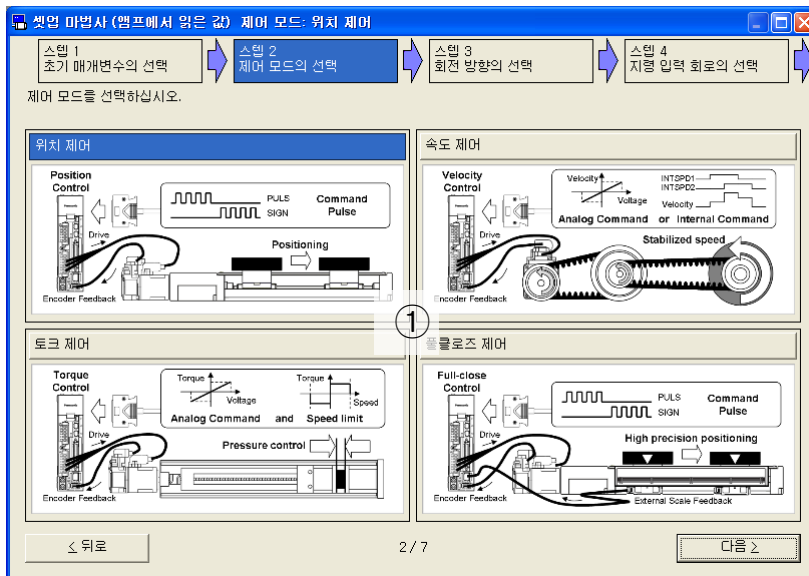 셋업 마법사 (앰프에서 읽은 값) 제어 모드: 위치 제어
스텝 1
초기 매개변수의 선택
스텝 2
제어 모드의 선택
스텝 3
회전 방향의 선택
스텝 4
지령 입력 회로의 선택
제어 모드를 선택하십시오.
위치 제어
Position
Control
PULS
SIGN
Command
Pulse
Drive
Positioning
Encoder Feedback
속도 제어
Velocity
Control
Velocity
Voltage
INTSPD1
INTSPD2
Velocity
Analog Command or Internal Command
Drive
Stabilized speed
Encoder Feedback
①
토크 제어
Torque
Control
Torque
Voltage
Torque
Speed
Analog Command and Speed limit
Drive
Pressure control
Encoder Feedback
풀클로즈 제어
Full-close
Control
PULS
SIGN
Command
Pulse
Drive
High precision positioning
Encoder Feedback
External Scale Feedback
< 뒤로
2 / 7
다음 >